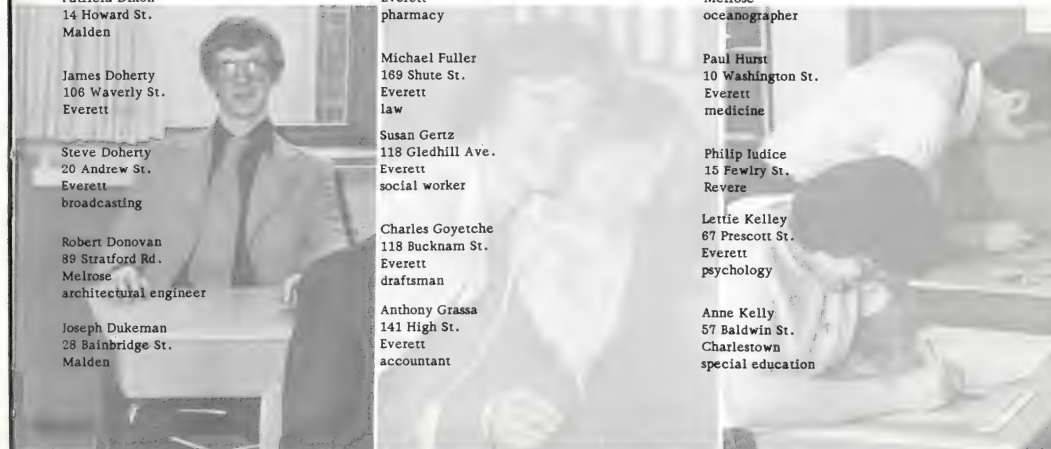 14 Howard St.
Malden
James Doherty
106 Waverly St.
Everett
Steve Doherty
20 Andrew St.
Everett
broadcasting
Robert Donovan
89 Stratford Rd.
Melrose
architectural engineer
Joseph Dukeman
28 Bainbridge St.
Malden
pharmacy
Michael Fuller
169 Shute St.
Everett
law
Susan Gertz
118 Gledhill Ave.
Everett
social worker
Charles Goyetche
118 Bucknam St.
Everett
draftsman
Anthony Grassa
141 High St.
Everett
accountant
oceanographer
Paul Hurst
10 Washington St.
Everett
medicine
Philip Iudice
15 Fewlry St.
Revere
Lettie Kelley
67 Prescott St.
Everett
psychology
Anne Kelly
57 Baldwin St.
Charlestown
special education